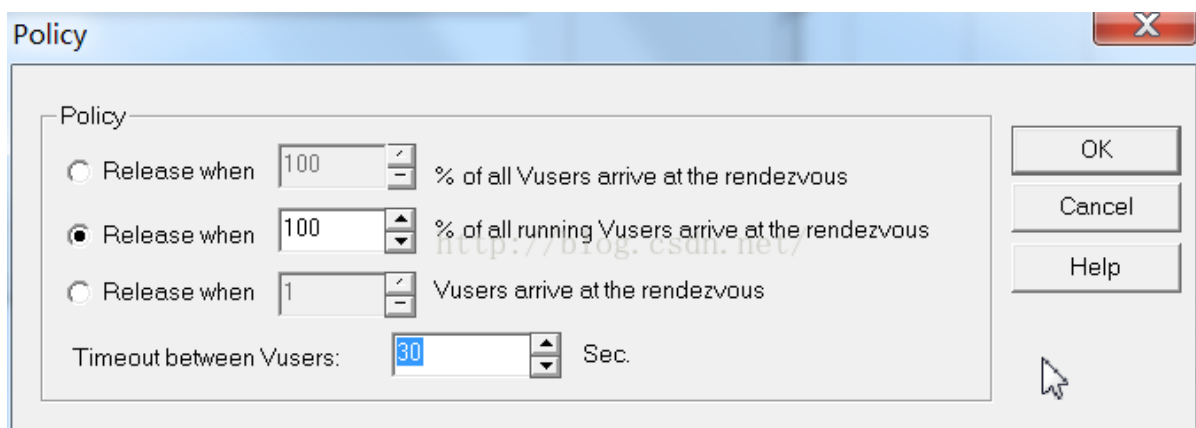 Policy
Policy
Release when 100 % of all Vusers arrive at the rendezvous
OK
Release when 100 % of all running Vusers arrive at the rendezvous
Cancel
http://blog.csdn.net/
Release when 1 Vusers arrive at the rendezvous
Help
Timeout between Vusers: 30 Sec.